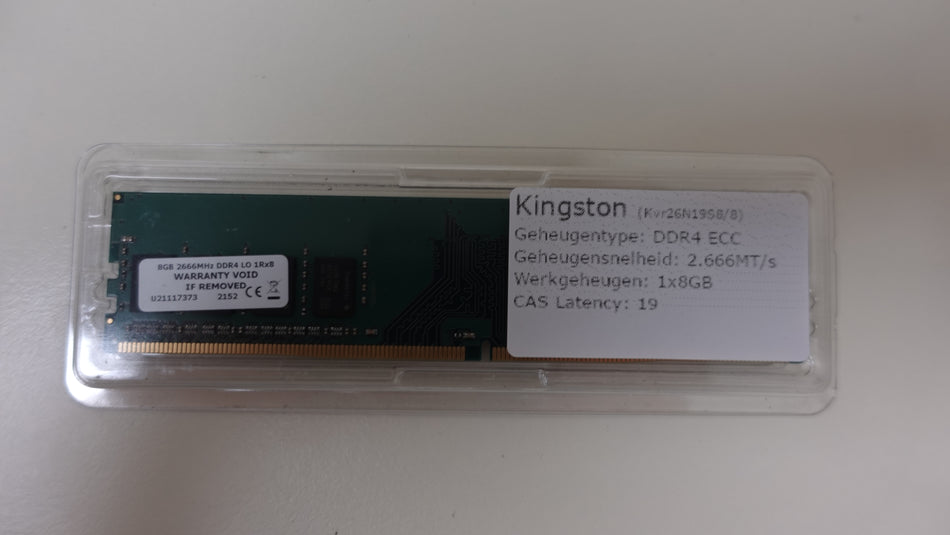 8GB 2666MHz DDR4 LO 1Rx8
WARRANTY VOID
IF REMOVED
U21117373 2152 CE
Kingston (Kvr26N19S8/8)
Geheugentype: DDR4 ECC
Geheugensnelheid: 2.666MT/s
Werkgeheugen: 1x8GB
CAS Latency: 19